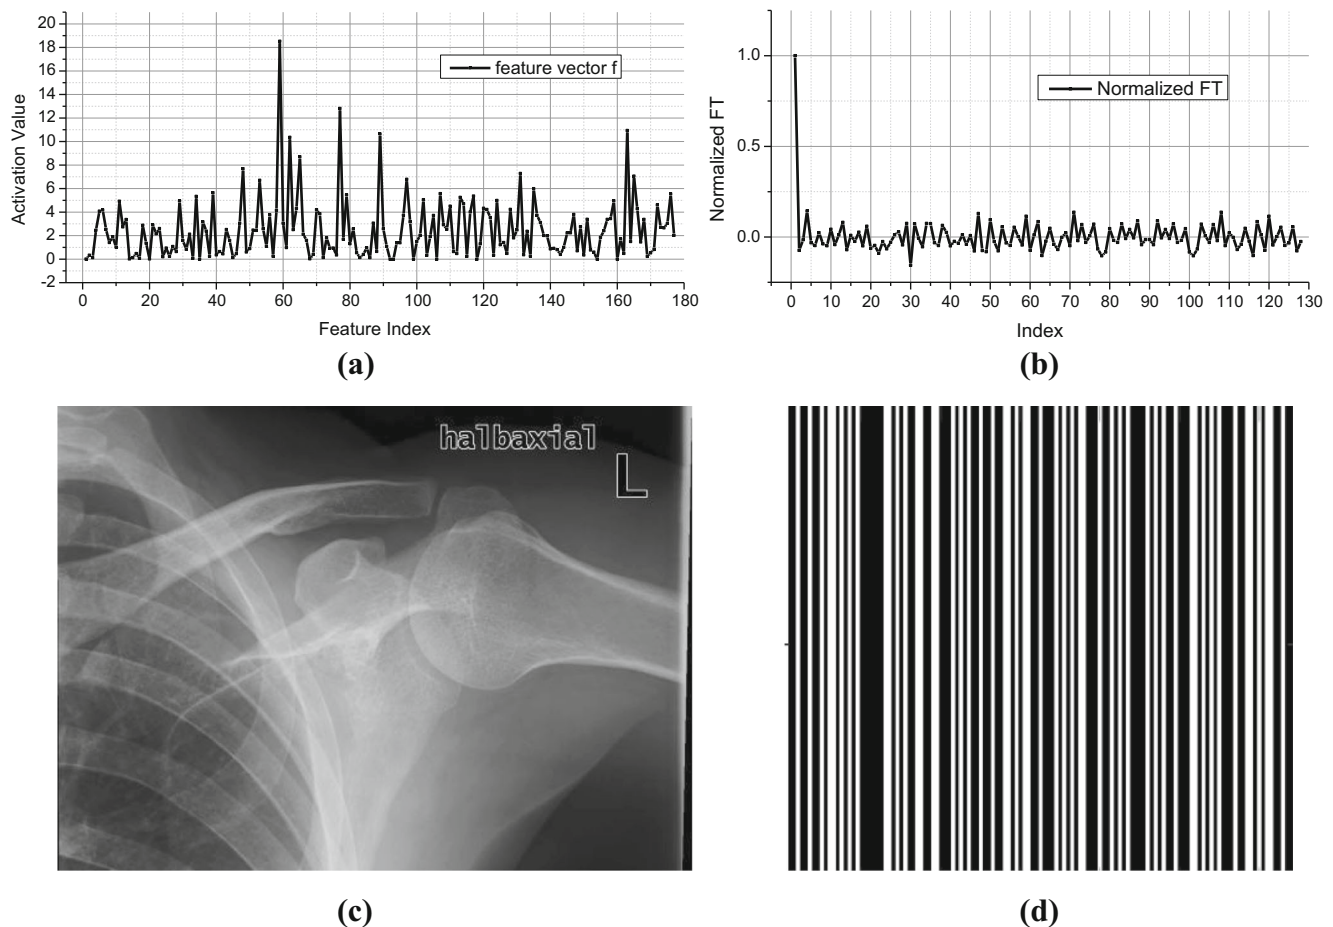 20
18
16
14
12
10
8
6
4
2
0
-2
Activation Value
feature vector f
0 20 40 60 80 100 120 140 160 180
Feature Index
(a)
1.0
0.5
0.0
Normalized FT
Normalized FT
0 10 20 30 40 50 60 70 80 90 100 110 120 130
Index
(b)
halbaxial
L
(c)
(d)